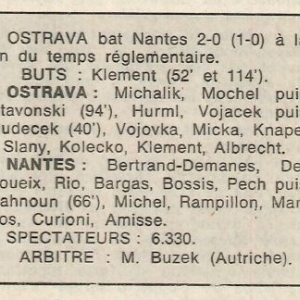 OSTRAVA bat Nantes 2-0 (1-0) à l
n du temps réglementaire.
BUTS : Klement (52' et 114').
OSTRAVA : Michalik, Mochel pui
tavonski (94'), Hurml, Vojacek puis
udecek (40'), Vojovka, Micka, Knape
Slany, Kolecko, Klement, Albrecht.
NANTES : Bertrand-Demanes, De
oueix, Rio, Bargas, Bossis, Pech pui
ahnoun (66'), Michel, Rampillon, Mar
os, Curioni, Amisse.
SPECTATEURS : 6.330.
ARBITRE : M. Buzek (Autriche).